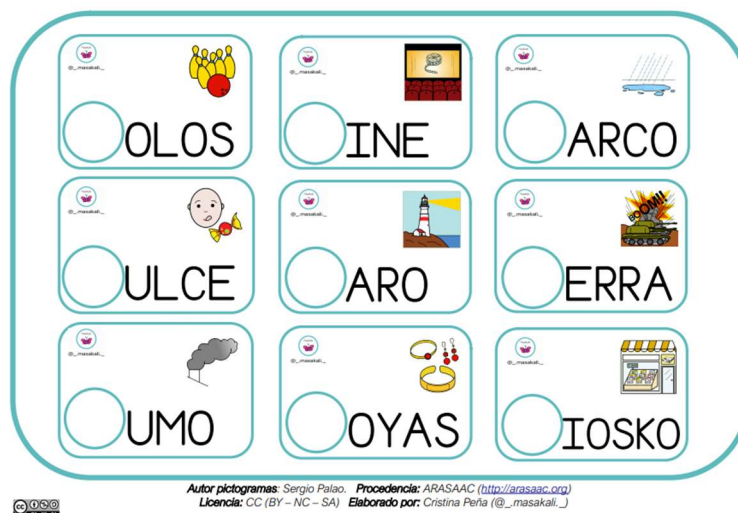 @_.masakali._ @_.masakali._ @_.masakali._
OLOS INE ARCO
@_.masakali._ @_.masakali._ @_.masakali._
BOOM!!
ULCE ARO ERRA
@_.masakali._ @_.masakali._ @_.masakali._
UMO OYAS IOSKO
Autor pictogramas: Sergio Palao. Procedencia: ARASAAC (http://arasaac.org)
Licencia: CC (BY – NC – SA) Elaborado por: Cristina Peña (@_.masakali._)